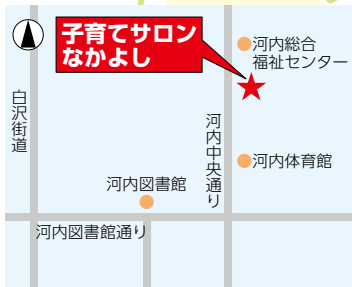 子育てサロン
なかよし
河内総合
福祉センター
白沢街道
河内中央通り
河内体育館
河内図書館
河内図書館通り